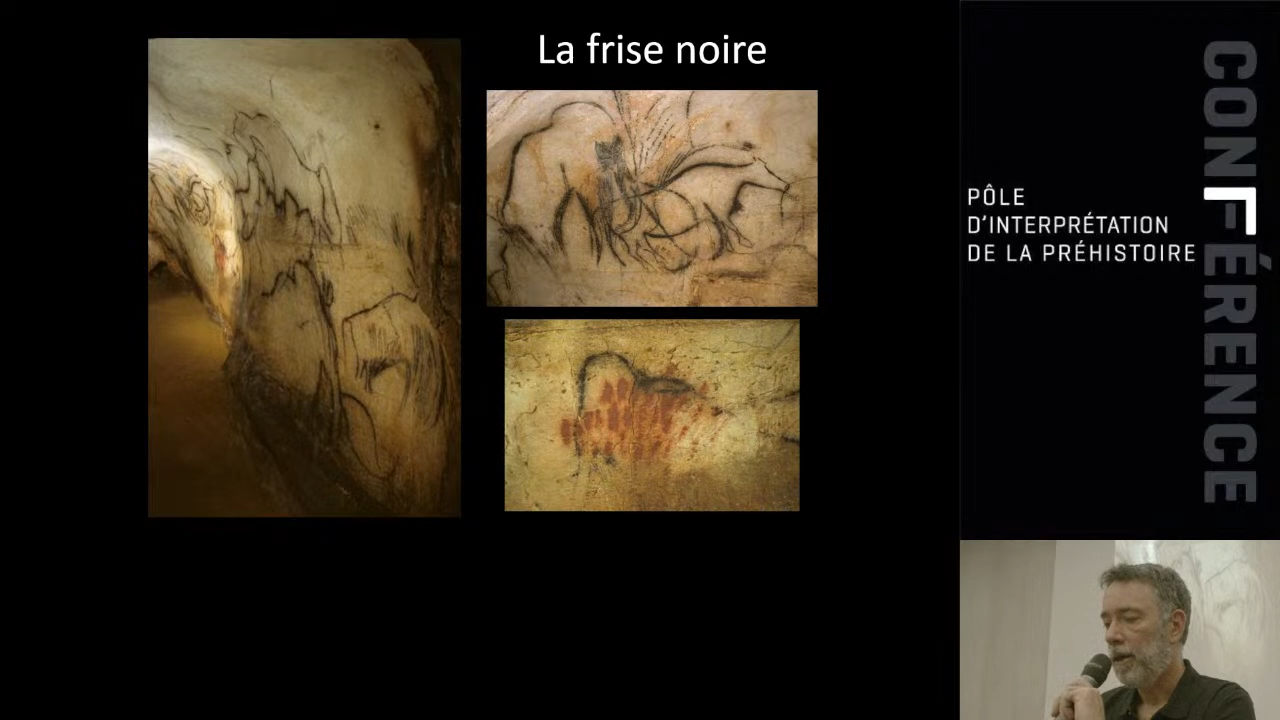 La frise noire
PÔLE
D'INTERPRÉTATION
DE LA PRÉHISTOIRE
CONFÉRENCE